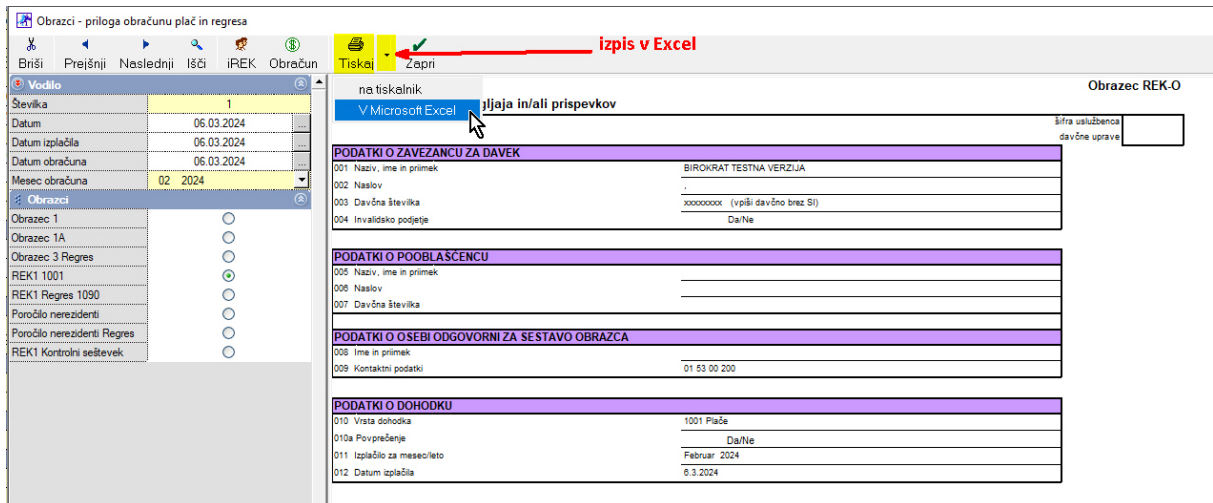 Obrazci - priloga obračunu plač in regresa
Briši Prejšnji Naslednji Išči iREK Obračun Tiskaj Zapri
izpis v Excel
na tiskalnik
V Microsoft Excel
Vodilo
Številka 1
Datum 06.03.2024 ...
Datum izplačila 06.03.2024 ...
Datum obračuna 06.03.2024 ...
Mesec obračuna 02 2024
Obrazci
Obrazec 1
Obrazec 1A
Obrazec 3 Regres
REK1 1001
REK1 Regres 1090
Poročilo nerezidenti
Poročilo nerezidenti Regres
REK1 Kontrolni seštevek
Obrazec REK-O
in/ali prispevkov
šifra uslužbenca
davčne uprave
PODATKI O ZAVEZANCU ZA DAVEK
001 Naziv, ime in priimek BIROKRAT TESTNA VERZIJA
002 Naslov ,
003 Davčna številka xxxxxxxx (vpiši davčno brez SI)
004 Invalidsko podjetje Da/Ne
PODATKI O POOBLAŠČENCU
005 Naziv, ime in priimek
006 Naslov
007 Davčna številka
PODATKI O OSEBI ODGOVORNI ZA SESTAVO OBRAZCA
008 Ime in priimek
009 Kontaktni podatki 01 53 00 200
PODATKI O DOHODKU
010 Vrsta dohodka 1001 Plače
010a Povprečenje Da/Ne
011 Izplačilo za mesec/leto Februar 2024
012 Datum izplačila 6.3.2024